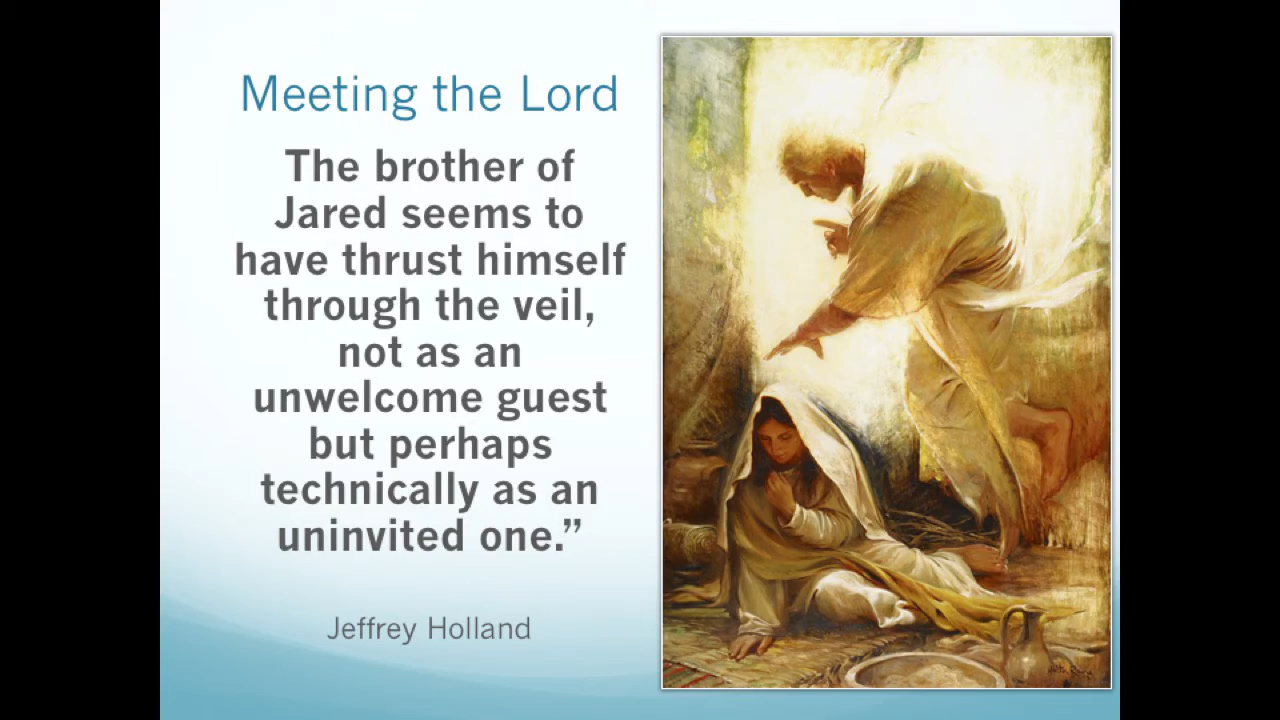 Meeting the Lord
The brother of
Jared seems to
have thrust himself
through the veil,
not as an
unwelcome guest
but perhaps
technically as an
uninvited one.”
Jeffrey Holland